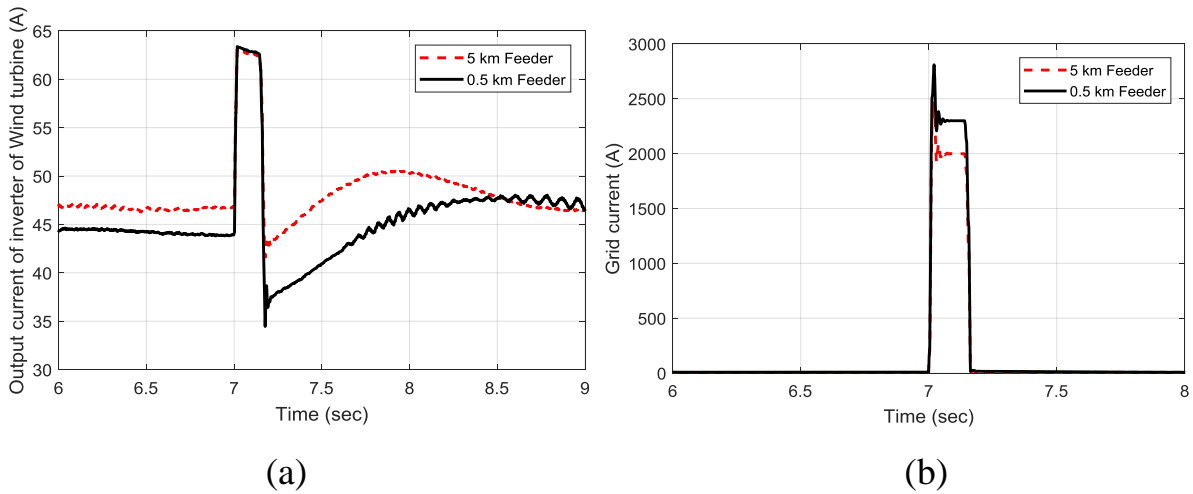 Output current of inverter of Wind turbine (A)
65
60
55
50
45
40
35
30
5 km Feeder
0.5 km Feeder
6
6.5
7
7.5
8
8.5
9
Time (sec)
(a)
Grid current (A)
3000
2500
2000
1500
1000
500
0
5 km Feeder
0.5 km Feeder
6
6.5
7
7.5
8
Time (sec)
(b)